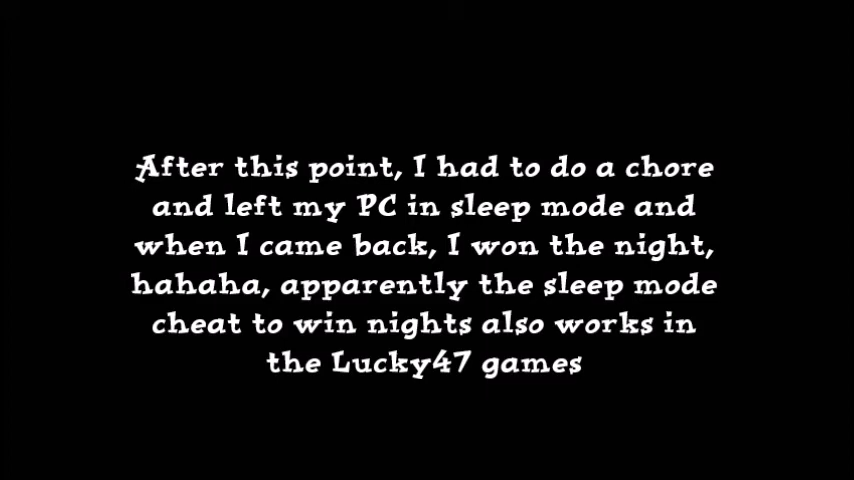 After this point, I had to do a chore
and left my PC in sleep mode and
when I came back, I won the night,
hahaha, apparently the sleep mode
cheat to win nights also works in
the Lucky47 games